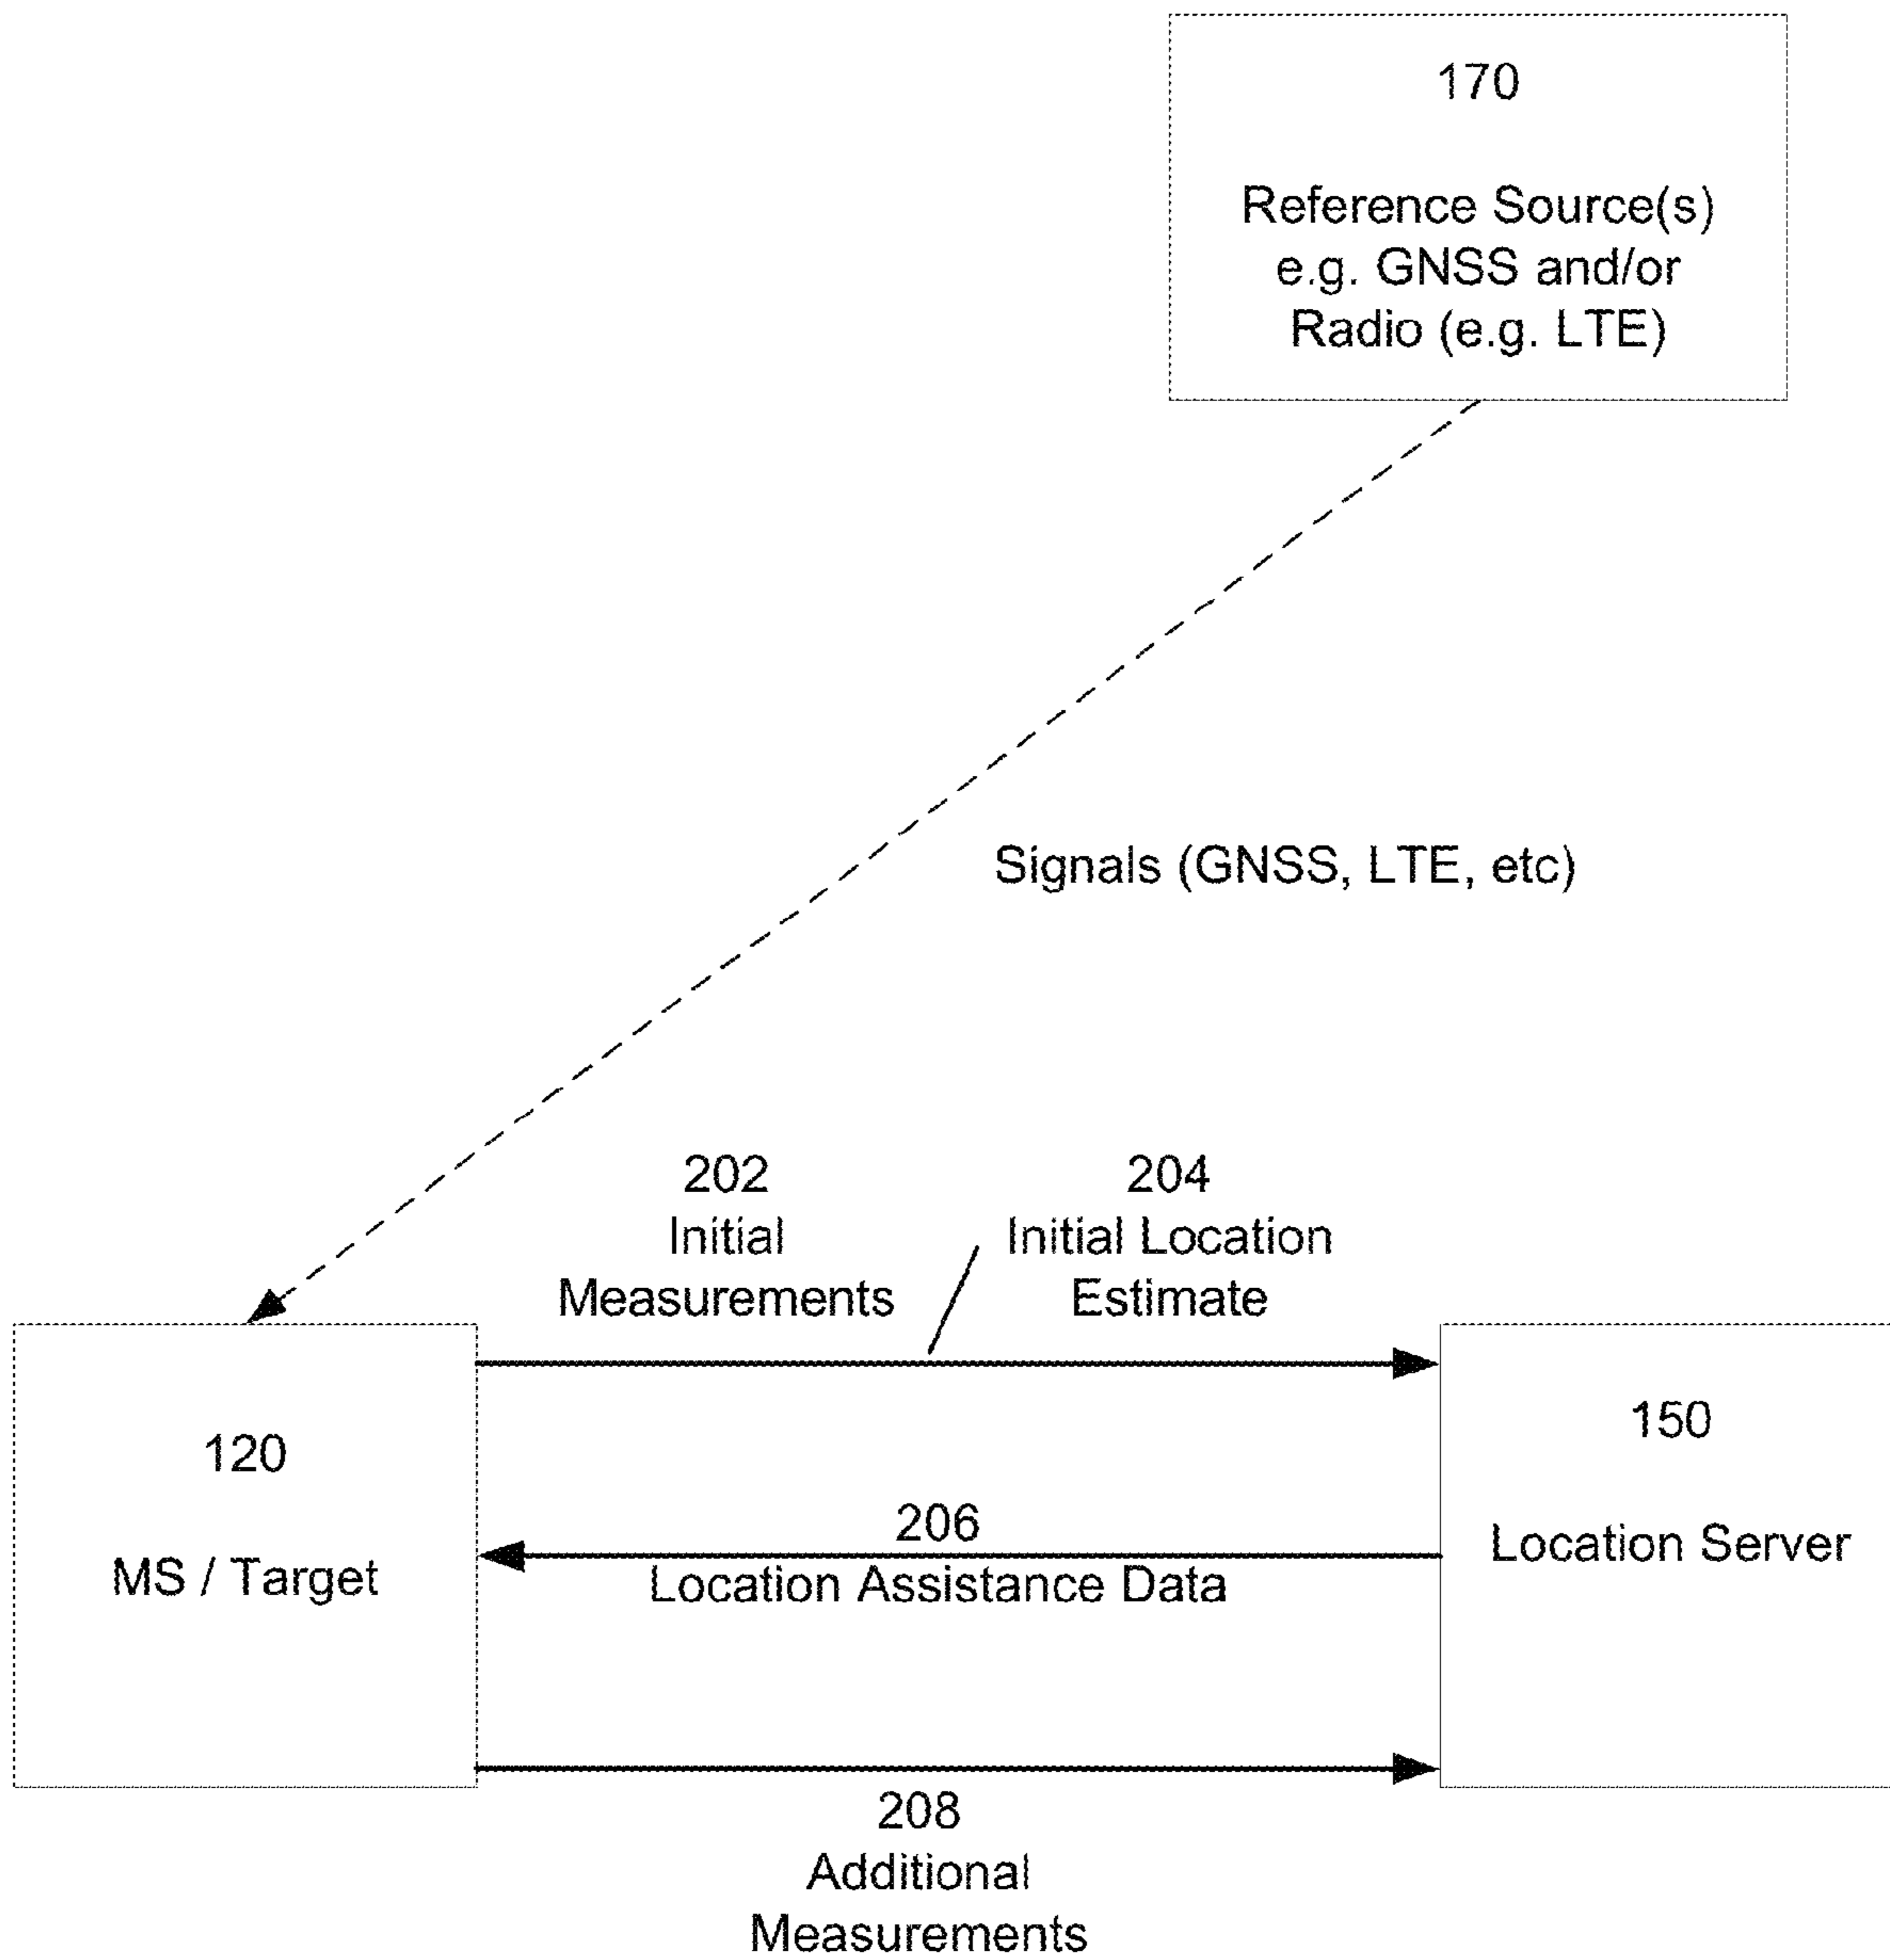 170
Reference Source(s)
e.g. GNSS and/or
Radio (e.g. LTE)
Signals (GNSS, LTE, etc)
202
Initial
Measurements
204
Initial Location
Estimate
120
MS / Target
150
Location Server
206
Location Assistance Data
208
Additional
Measurements